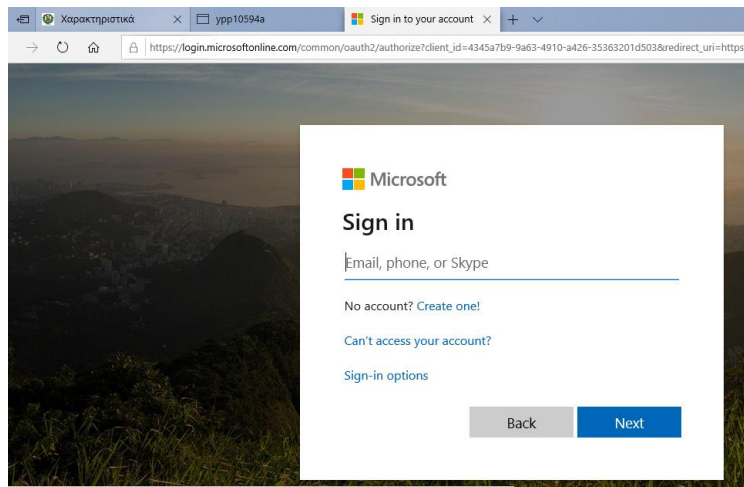 Χαρακτηριστικά
ypp10594a
Sign in to your account
https://login.microsoftonline.com/common/oauth2/authorize?client_id=4345a7b9-9a63-4910-a426-35363201d503&redirect_uri=https
Microsoft
Sign in
Email, phone, or Skype
No account? Create one!
Can't access your account?
Sign-in options
Back
Next